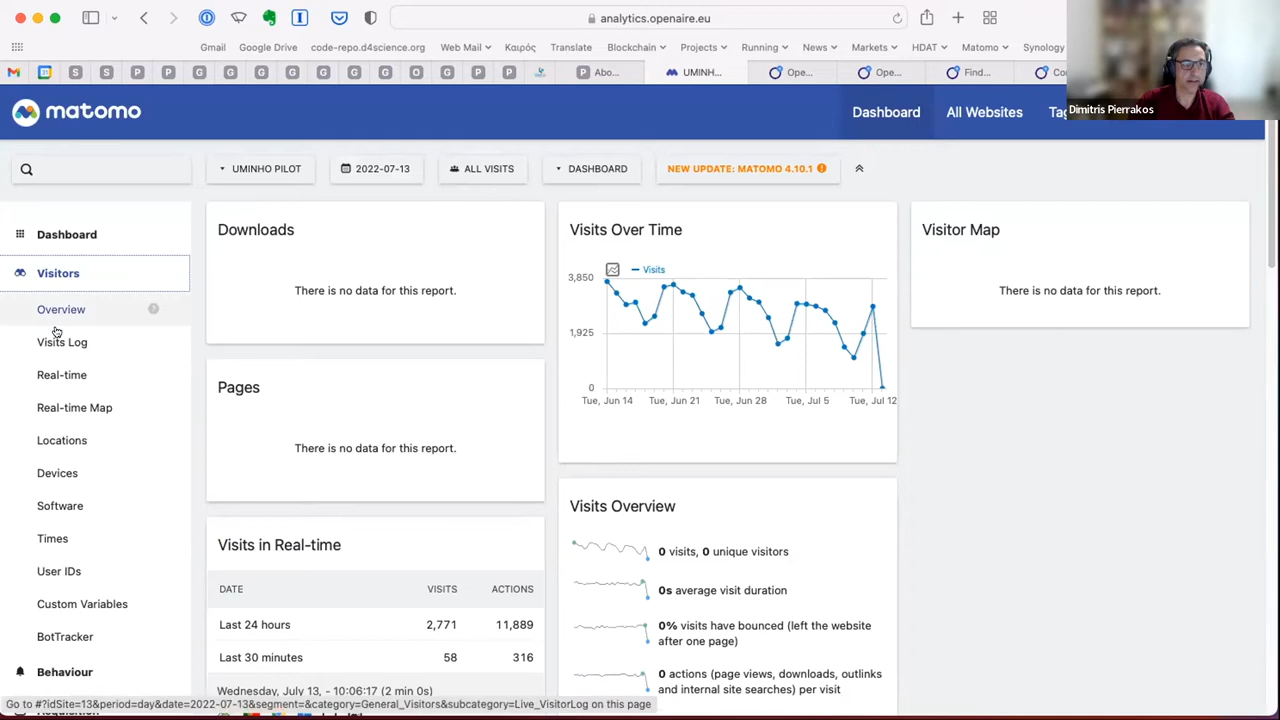 analytics.openaire.eu
Gmail Google Drive code-repo.d4science.org Web Mail Καιρός Translate Blockchain Projects Running News Markets HDAT Matomo Synology
S S P P G G G G G G G O G P P Abo... UMINH... Ope... Ope... Find...
Dimitris Pierrakos
matomo
Dashboard All Websites
UMINHO PILOT 2022-07-13 ALL VISITS DASHBOARD NEW UPDATE: MATOMO 4.10.1
Dashboard
Visitors
Overview
Visits Log
Real-time
Real-time Map
Locations
Devices
Software
Times
User IDs
Custom Variables
BotTracker
Behaviour
Downloads
There is no data for this report.
Pages
There is no data for this report.
Visits in Real-time
DATE VISITS ACTIONS
Last 24 hours 2,771 11,889
Last 30 minutes 58 316
Wednesday, July 13, - 10:06:17 (2 min 0s)
Visits Over Time
Visits
3,850
1,925
0
Tue, Jun 14 Tue, Jun 21 Tue, Jun 28 Tue, Jul 5 Tue, Jul 12
Visits Overview
0 visits, 0 unique visitors
0s average visit duration
0% visits have bounced (left the website
after one page)
0 actions (page views, downloads, outlinks
and internal site searches) per visit
Visitor Map
There is no data for this report.
Go to #?idSite=13&period=day&date=2022-07-13&segment=&category=General_Visitors&subcategory=Live_VisitorLog on this page